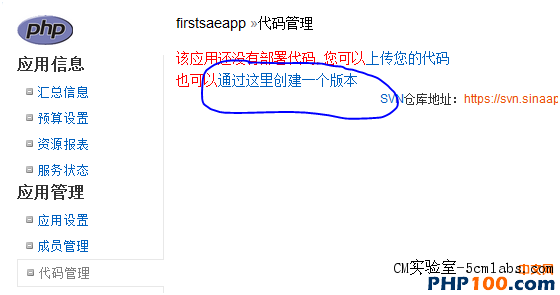 php
应用信息
汇总信息
预算设置
资源报表
服务状态
应用管理
应用设置
成员管理
代码管理
firstsaeapp »代码管理
该应用还没有部署代码, 您可以上传您的代码
也可以通过这里创建一个版本
SVN仓库地址：https://svn.sinaap
CM实验室-5cmlabs.com
中文网
PHP100.com